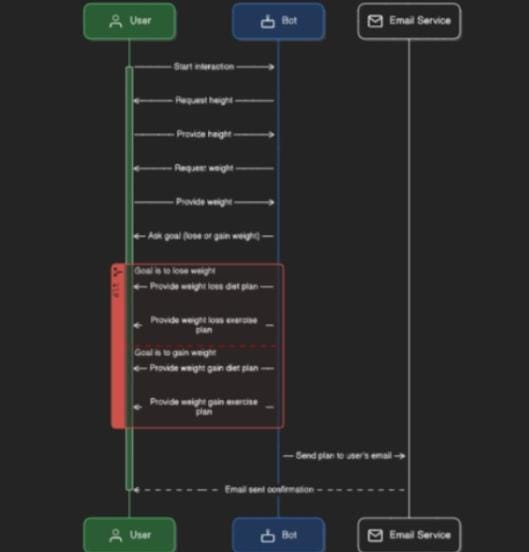 User Bot Email Service
Start interaction
Request height
Provide height
Request weight
Provide weight
Ask goal (lose or gain weight)
alt
Goal is to lose weight
Provide weight loss diet plan
Provide weight loss exercise
plan
Goal is to gain weight
Provide weight gain diet plan
Provide weight gain exercise
plan
Send plan to user's email
Email sent confirmation
User Bot Email Service